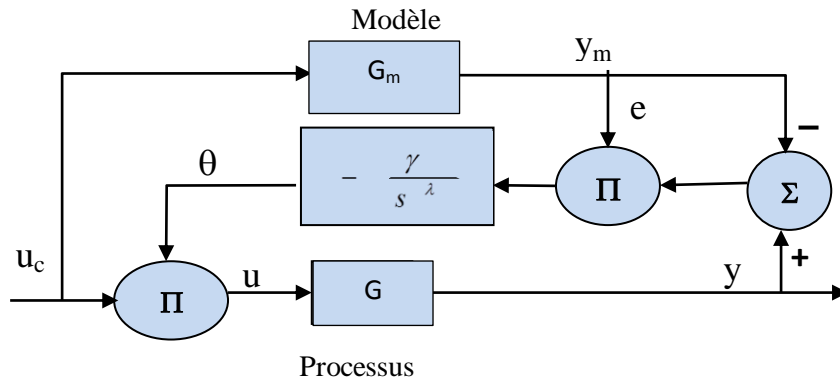 Modèle
G_m
y_m
e
−
θ
− γ / s^λ
Π
Σ
u_c
u
Π
G
y
+
Processus